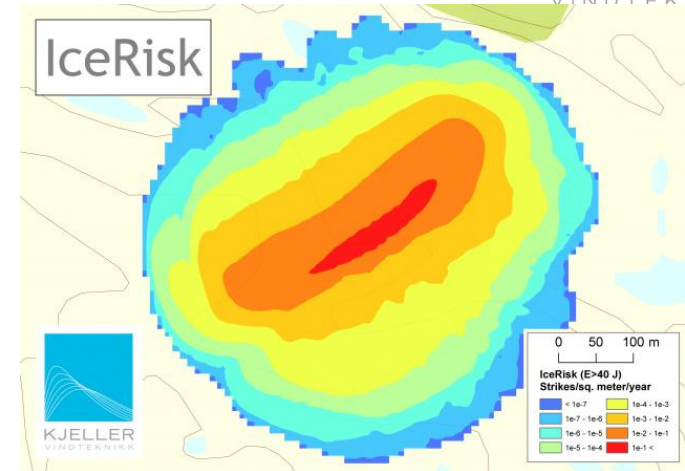 VINDTEK
IceRisk
0 50 100 m
IceRisk (E>40 J)
Strikes/sq. meter/year
< 1e-7 1e-4 - 1e-3
1e-7 - 1e-6 1e-3 - 1e-2
1e-6 - 1e-5 1e-2 - 1e-1
1e-5 - 1e-4 1e-1 <
KJELLER
VINDTEKNIKK